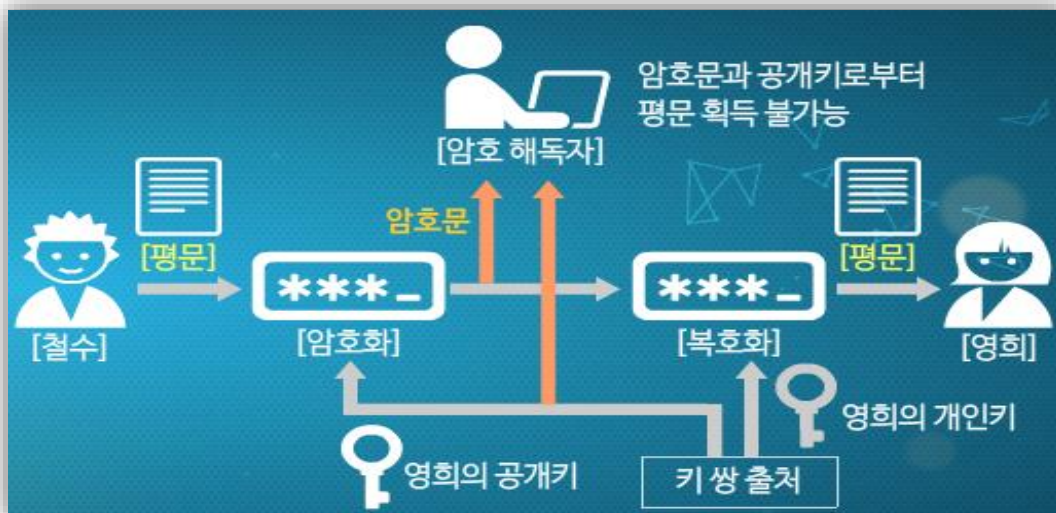 암호문과 공개키로부터
평문 획득 불가능
[암호 해독자]
암호문
[평문]
[평문]
***_
***_
[철수]
[암호화]
[복호화]
[영희]
영희의 개인키
영희의 공개키
키 쌍 출처